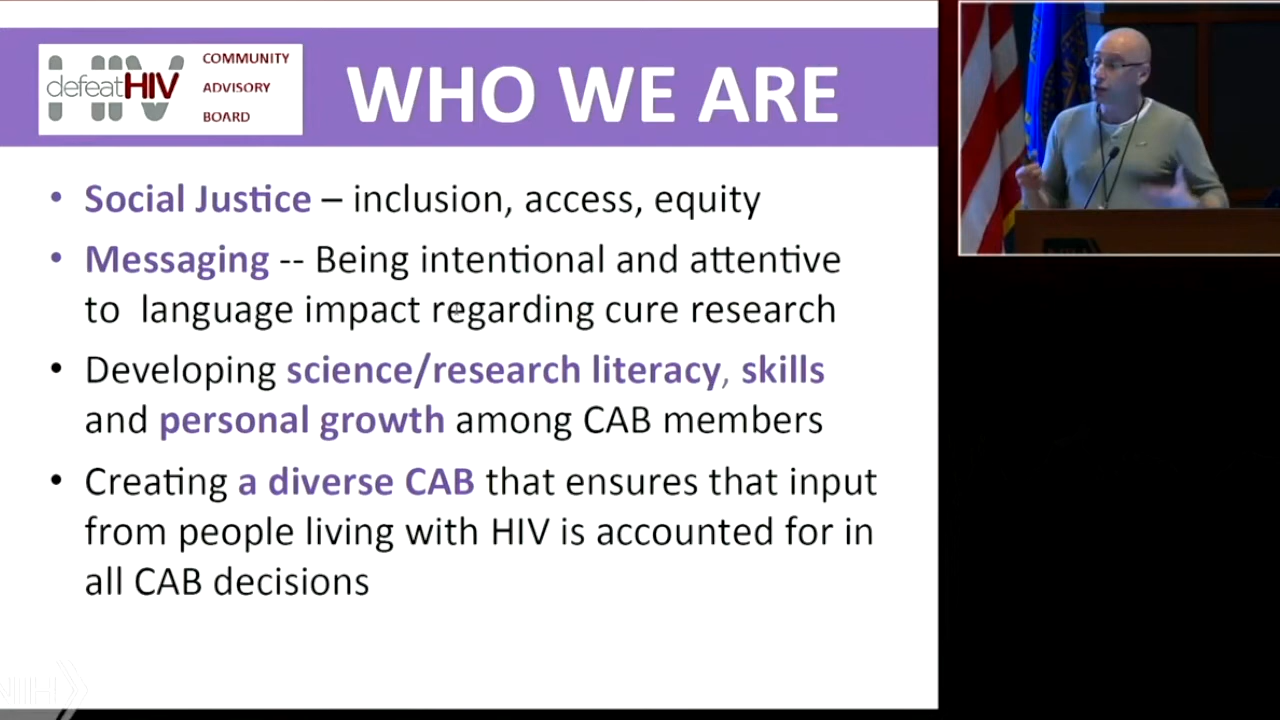 defeatHIV
COMMUNITY
ADVISORY
BOARD
WHO WE ARE
• Social Justice – inclusion, access, equity
• Messaging -- Being intentional and attentive
to language impact regarding cure research
• Developing science/research literacy, skills
and personal growth among CAB members
• Creating a diverse CAB that ensures that input
from people living with HIV is accounted for in
all CAB decisions
NIH